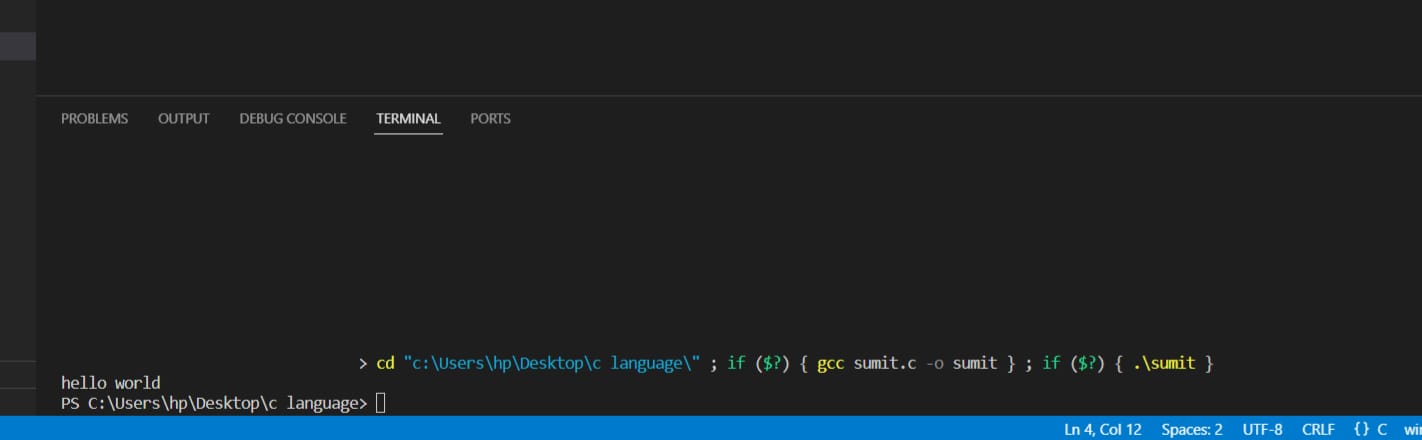 PROBLEMS OUTPUT DEBUG CONSOLE TERMINAL PORTS
> cd "c:\Users\hp\Desktop\c language\" ; if ($?) { gcc sumit.c -o sumit } ; if ($?) { .\sumit }
hello world
PS C:\Users\hp\Desktop\c language>
Ln 4, Col 12 Spaces: 2 UTF-8 CRLF {} C